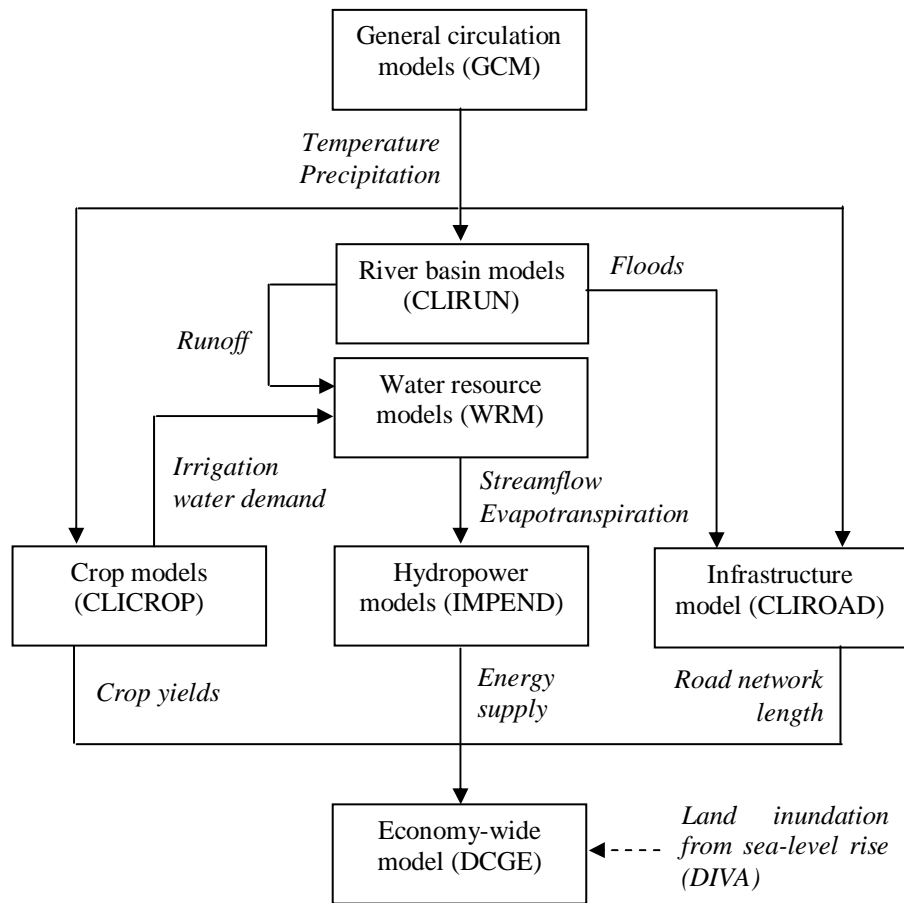 General circulation
models (GCM)
Temperature
Precipitation
River basin models
(CLIRUN)
Floods
Runoff
Water resource
models (WRM)
Irrigation
water demand
Streamflow
Evapotranspiration
Crop models
(CLICROP)
Hydropower
models (IMPEND)
Infrastructure
model (CLIROAD)
Crop yields
Energy
supply
Road network
length
Economy-wide
model (DCGE)
Land inundation
from sea-level rise
(DIVA)